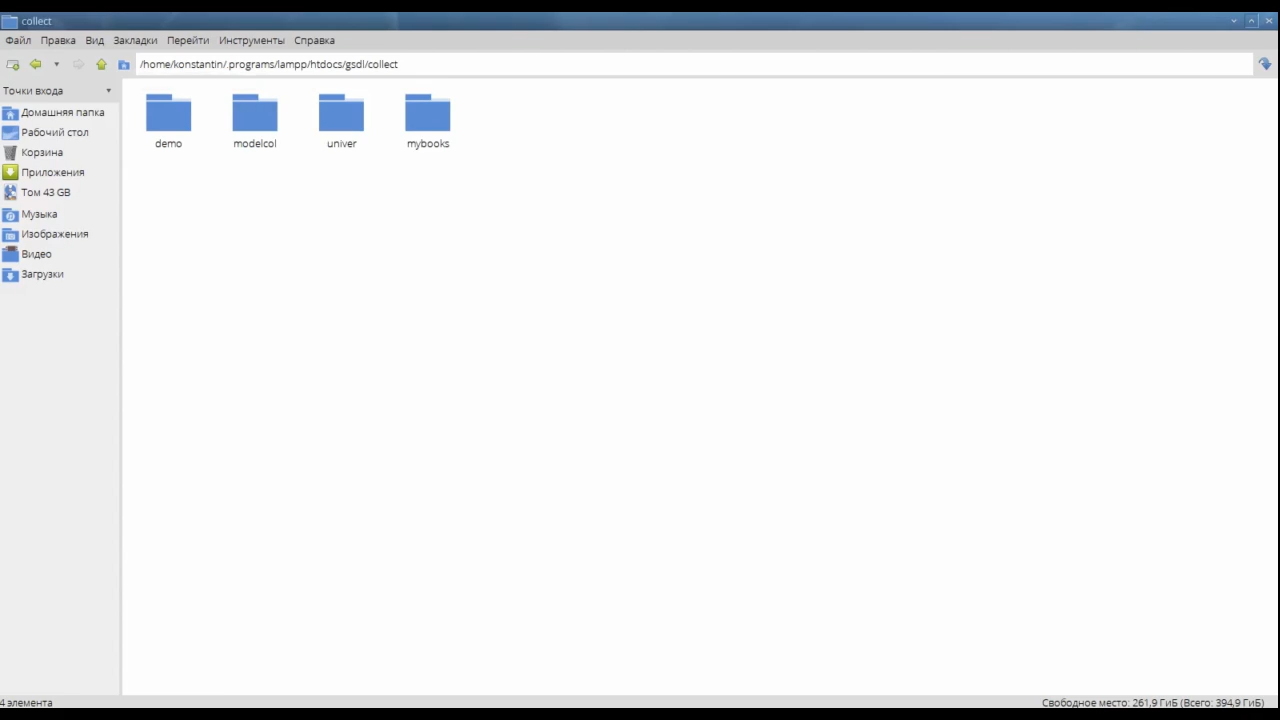 collect
Файл Правка Вид Закладки Перейти Инструменты Справка
/home/konstantin/.programs/lampp/htdocs/gsdl/collect
Точки входа
Домашняя папка
Рабочий стол
Корзина
Приложения
Том 43 GB
Музыка
Изображения
Видео
Загрузки
demo modelcol univer mybooks
4 элемента
Свободное место: 261,9 ГиБ (Всего: 394,9 ГиБ)